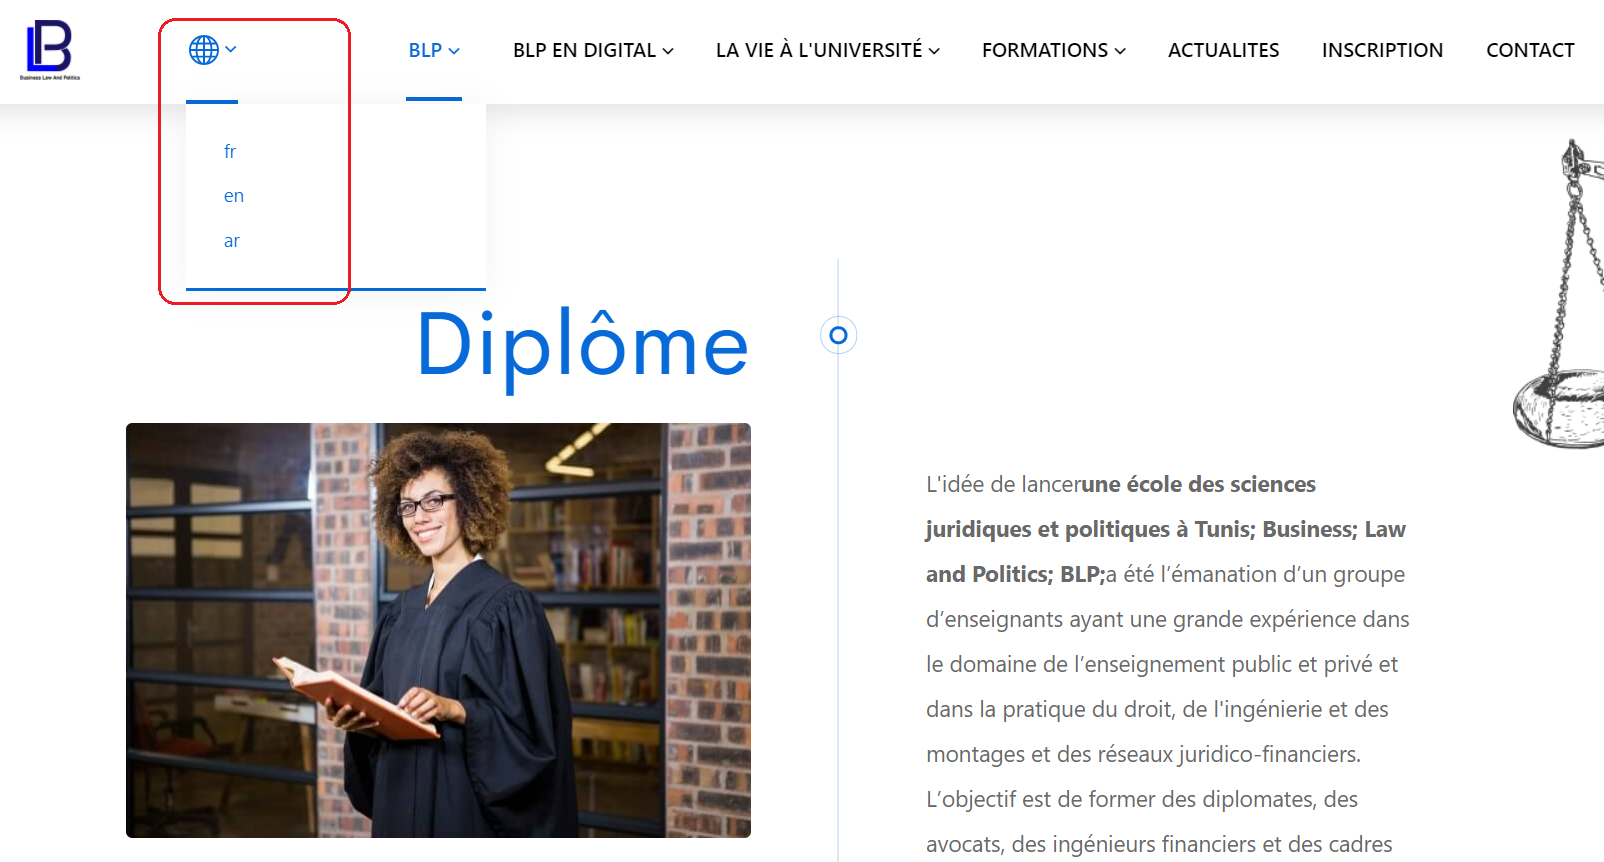 Business Law And Politics
BLP
BLP EN DIGITAL
LA VIE À L'UNIVERSITÉ
FORMATIONS
ACTUALITES
INSCRIPTION
CONTACT
fr
en
ar
Diplôme
L'idée de lancerune école des sciences
juridiques et politiques à Tunis; Business; Law
and Politics; BLP;a été l’émanation d’un groupe
d’enseignants ayant une grande expérience dans
le domaine de l’enseignement public et privé et
dans la pratique du droit, de l'ingénierie et des
montages et des réseaux juridico-financiers.
L’objectif est de former des diplomates, des
avocats, des ingénieurs financiers et des cadres